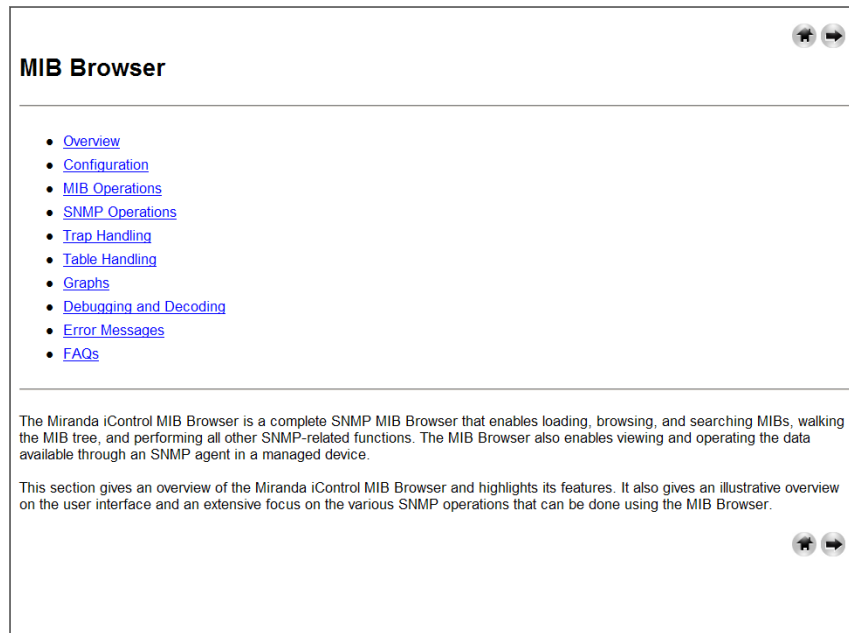 MIB Browser
Overview
Configuration
MIB Operations
SNMP Operations
Trap Handling
Table Handling
Graphs
Debugging and Decoding
Error Messages
FAQs
The Miranda iControl MIB Browser is a complete SNMP MIB Browser that enables loading, browsing, and searching MIBs, walking
the MIB tree, and performing all other SNMP-related functions. The MIB Browser also enables viewing and operating the data
available through an SNMP agent in a managed device.
This section gives an overview of the Miranda iControl MIB Browser and highlights its features. It also gives an illustrative overview
on the user interface and an extensive focus on the various SNMP operations that can be done using the MIB Browser.